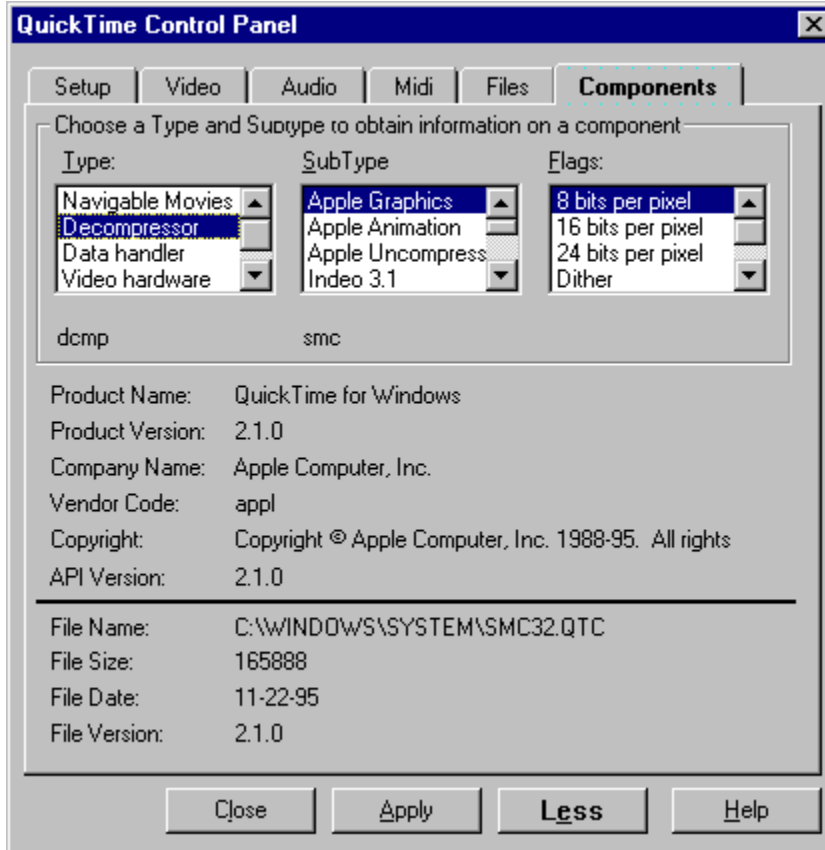 QuickTime Control Panel
Setup Video Audio Midi Files Components
Choose a Type and Subtype to obtain information on a component
Type: SubType Flags:
Navigable Movies Apple Graphics 8 bits per pixel
Decompressor Apple Animation 16 bits per pixel
Data handler Apple Uncompress 24 bits per pixel
Video hardware Indeo 3.1 Dither
dcmp smc
Product Name: QuickTime for Windows
Product Version: 2.1.0
Company Name: Apple Computer, Inc.
Vendor Code: appl
Copyright: Copyright © Apple Computer, Inc. 1988-95. All rights
API Version: 2.1.0
File Name: C:\WINDOWS\SYSTEM\SMC32.QTC
File Size: 165888
File Date: 11-22-95
File Version: 2.1.0
Close Apply Less Help